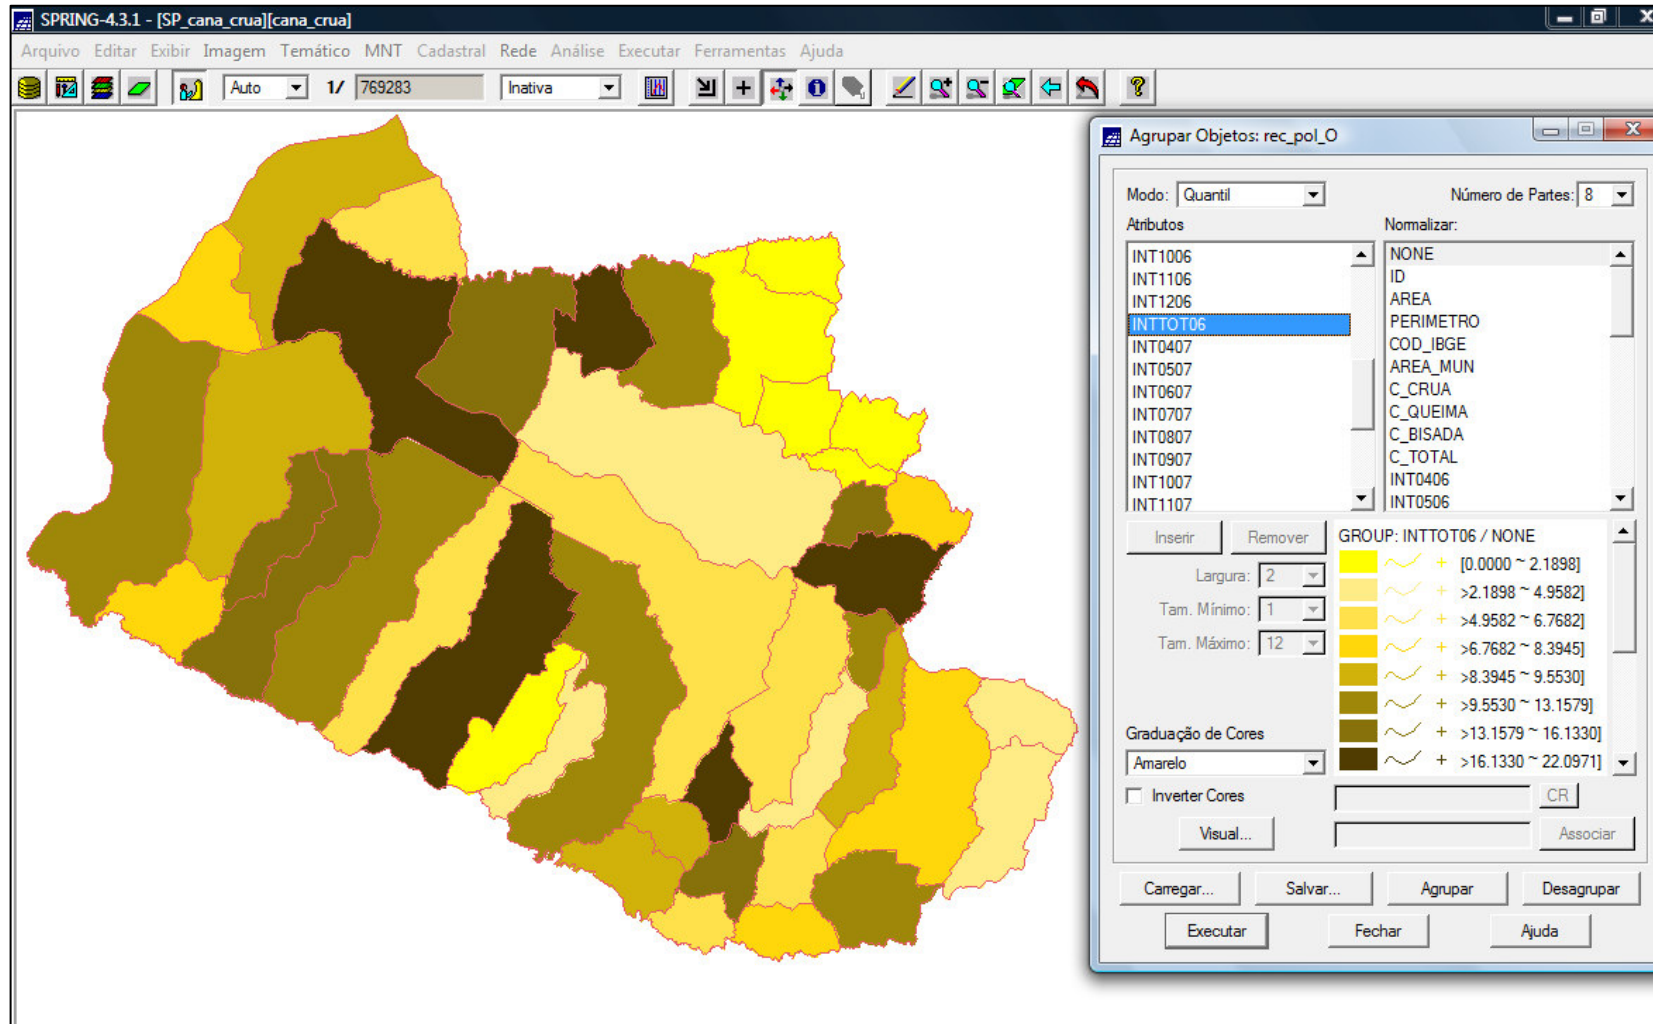 SPRING-4.3.1 - [SP_cana_crua][cana_crua]
Arquivo Editar Exibir Imagem Temático MNT Cadastral Rede Análise Executar Ferramentas Ajuda
Auto 1/ 769283 Inativa
Agrupar Objetos: rec_pol_O
Modo: Quantil Número de Partes: 8
Atributos Normalizar:
INT1006
INT1106
INT1206
INTTOT06
INT0407
INT0507
INT0607
INT0707
INT0807
INT0907
INT1007
INT1107
NONE
ID
AREA
PERIMETRO
COD_IBGE
AREA_MUN
C_CRUA
C_QUEIMA
C_BISADA
C_TOTAL
INT0406
INT0506
Inserir Remover
Largura: 2
Tam. Mínimo: 1
Tam. Máximo: 12
GROUP: INTTOT06 / NONE
[0.0000 ~ 2.1898]
>2.1898 ~ 4.9582]
>4.9582 ~ 6.7682]
>6.7682 ~ 8.3945]
>8.3945 ~ 9.5530]
>9.5530 ~ 13.1579]
>13.1579 ~ 16.1330]
>16.1330 ~ 22.0971]
Graduação de Cores
Amarelo
Inverter Cores CR
Visual... Associar
Carregar... Salvar... Agrupar Desagrupar
Executar Fechar Ajuda